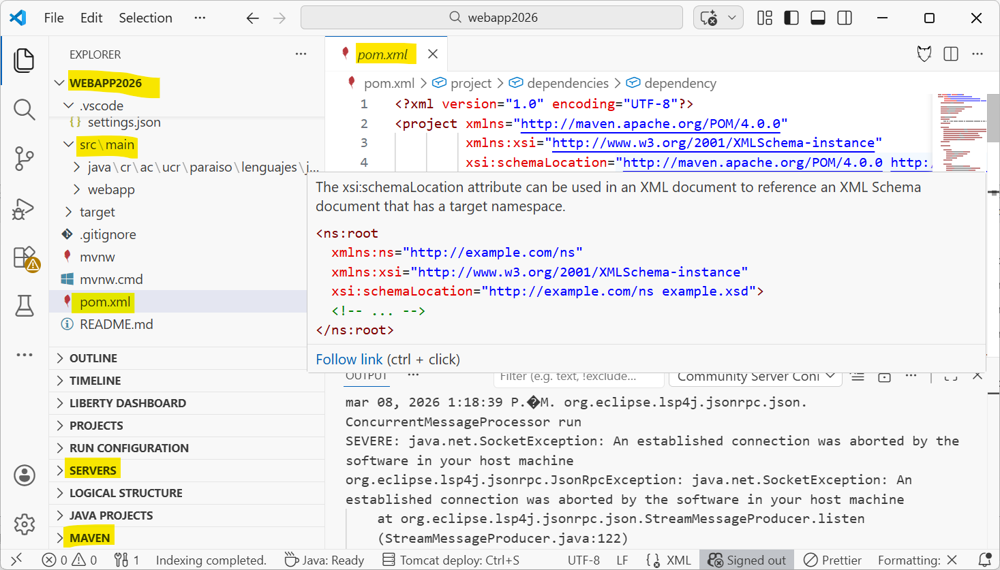 File Edit Selection ··· webapp2026
EXPLORER ···
WEBAPP2026
.vscode
{} settings.json
src\main
java\cr\ac\ucr\paraiso\lenguajes\j...
webapp
target
.gitignore
mvnw
mvnw.cmd
pom.xml
README.md
OUTLINE
TIMELINE
LIBERTY DASHBOARD
PROJECTS
RUN CONFIGURATION
SERVERS
LOGICAL STRUCTURE
JAVA PROJECTS
MAVEN
pom.xml
pom.xml > project > dependencies > dependency
1 <?xml version="1.0" encoding="UTF-8"?>
2 <project xmlns="http://maven.apache.org/POM/4.0.0"
3 xmlns:xsi="http://www.w3.org/2001/XMLSchema-instance"
4 xsi:schemaLocation="http://maven.apache.org/POM/4.0.0 http:/
The xsi:schemaLocation attribute can be used in an XML document to reference an XML Schema
document that has a target namespace.
<ns:root
xmlns:ns="http://example.com/ns"
xmlns:xsi="http://www.w3.org/2001/XMLSchema-instance"
xsi:schemaLocation="http://example.com/ns example.xsd">
<!-- ... -->
</ns:root>
Follow link (ctrl + click)
OUTPUT ··· Filter (e.g. text, !exclude... Community Server Con
mar 08, 2026 1:18:39 P.�M. org.eclipse.lsp4j.jsonrpc.json.
ConcurrentMessageProcessor run
SEVERE: java.net.SocketException: An established connection was aborted by the
software in your host machine
org.eclipse.lsp4j.jsonrpc.JsonRpcException: java.net.SocketException: An
established connection was aborted by the software in your host machine
at org.eclipse.lsp4j.jsonrpc.json.StreamMessageProducer.listen
(StreamMessageProducer.java:122)
0 0 1 Indexing completed. Java: Ready Tomcat deploy: Ctrl+S UTF-8 LF {} XML Signed out Prettier Formatting: ✕